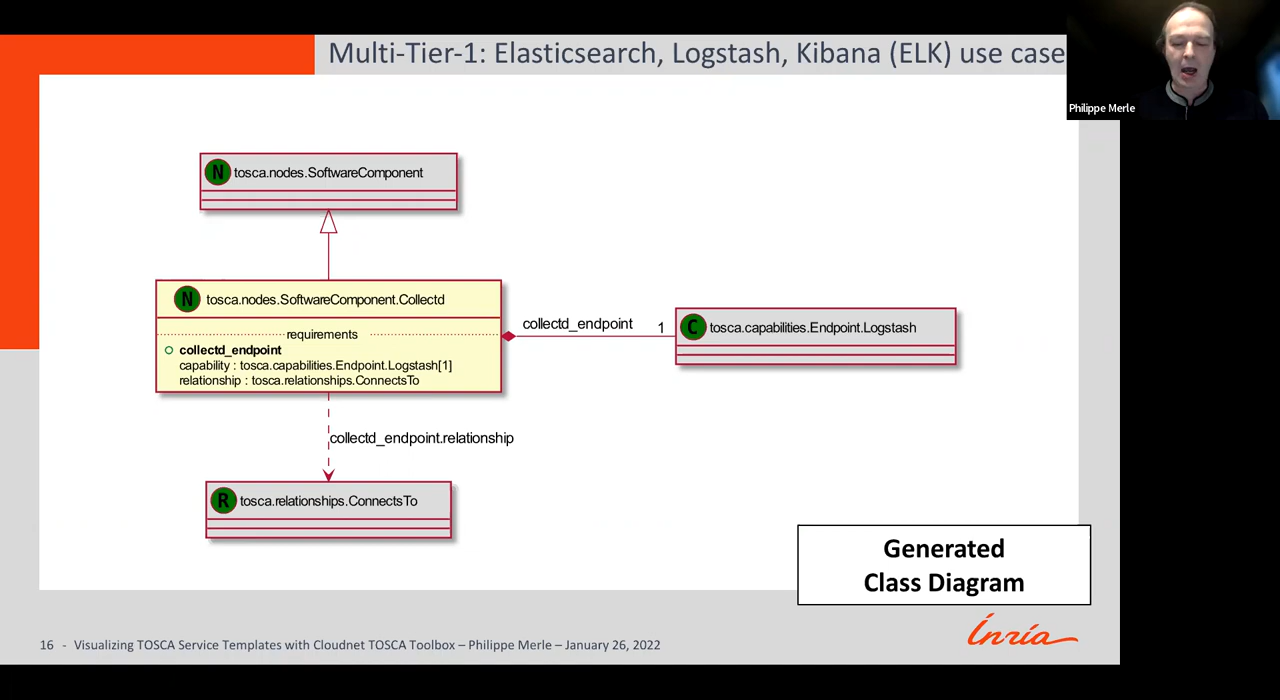 Multi-Tier-1: Elasticsearch, Logstash, Kibana (ELK) use case
Philippe Merle
N tosca.nodes.SoftwareComponent
N tosca.nodes.SoftwareComponent.Collectd
requirements
collectd_endpoint
capability : tosca.capabilities.Endpoint.Logstash[1]
relationship : tosca.relationships.ConnectsTo
collectd_endpoint 1
C tosca.capabilities.Endpoint.Logstash
collectd_endpoint.relationship
R tosca.relationships.ConnectsTo
Generated
Class Diagram
Inria
16 - Visualizing TOSCA Service Templates with Cloudnet TOSCA Toolbox – Philippe Merle – January 26, 2022